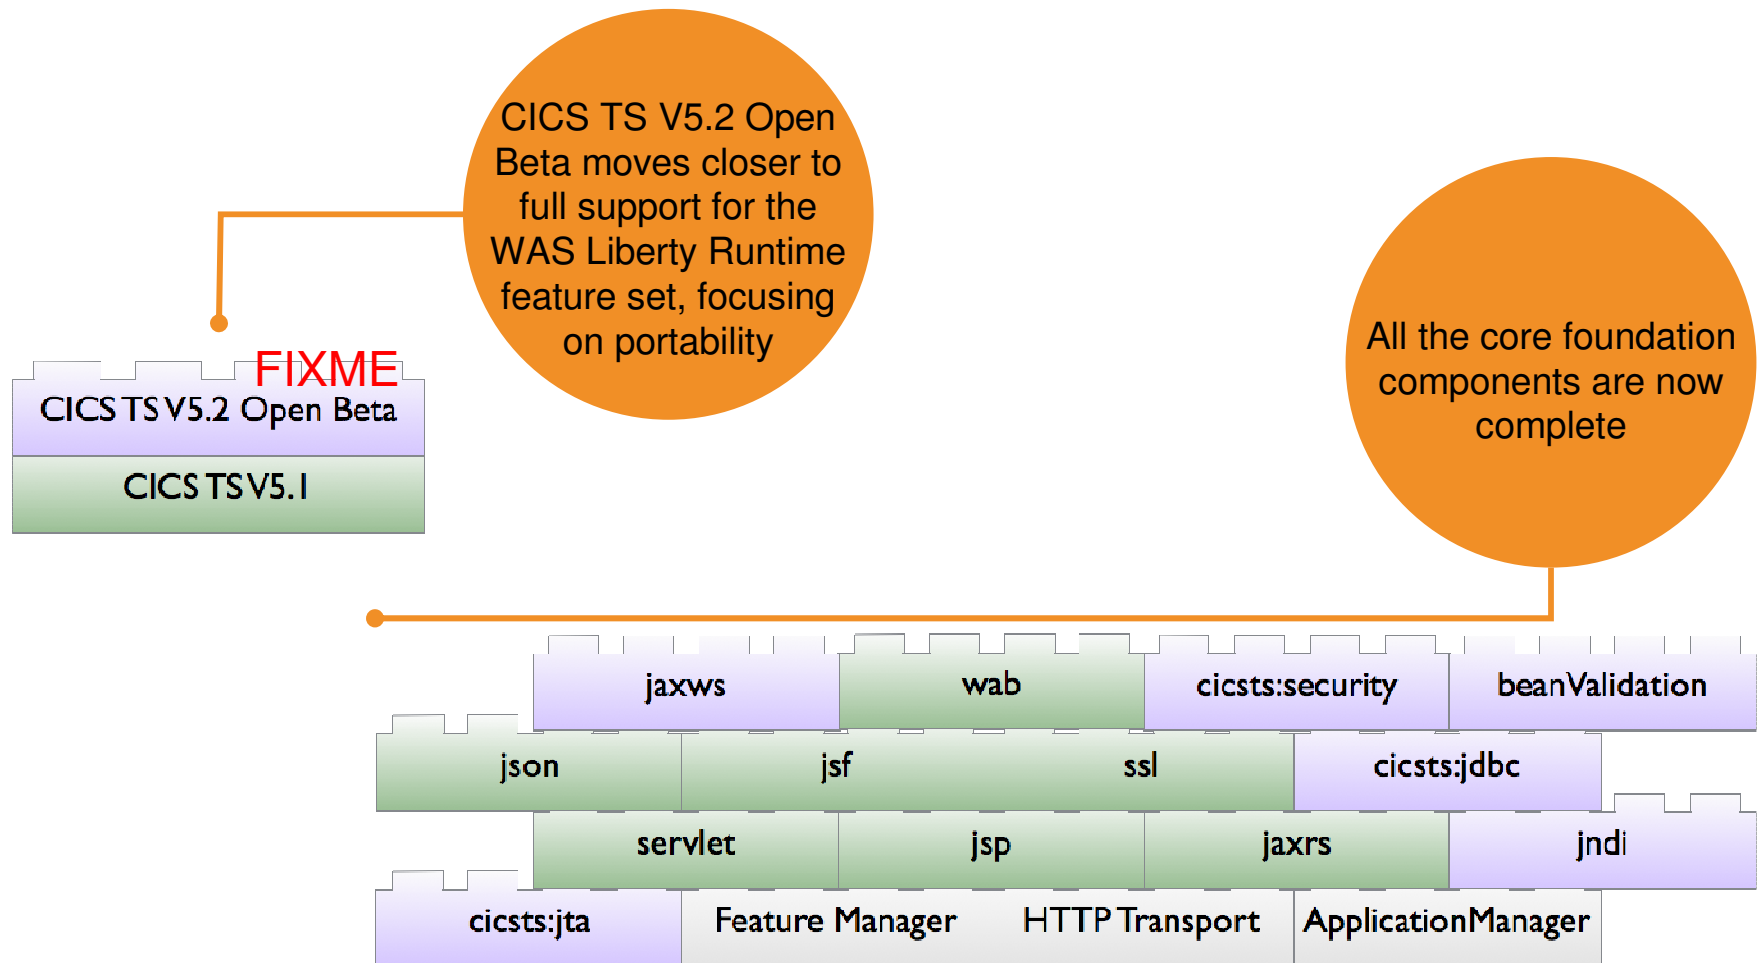 CICS TS V5.2 Open
Beta moves closer to
full support for the
WAS Liberty Runtime
feature set, focusing
on portability
All the core foundation
components are now
complete
FIXME
CICS TS V5.2 Open Beta
CICS TS V5.1
jaxws wab cicsts:security beanValidation
json jsf ssl cicsts:jdbc
servlet jsp jaxrs jndi
cicsts:jta Feature Manager HTTP Transport ApplicationManager